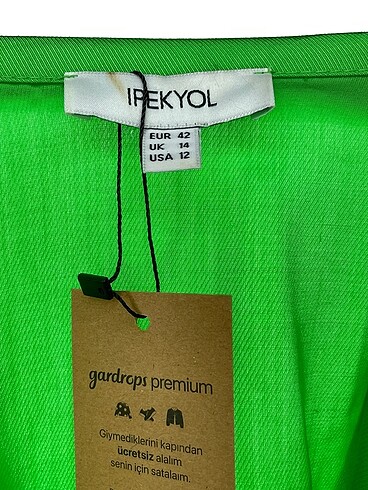 IPEKYOL
EUR 42
UK 14
USA 12
gardrops premium
Giymediklerini kapından
ücretsiz alalım
senin için satalım.